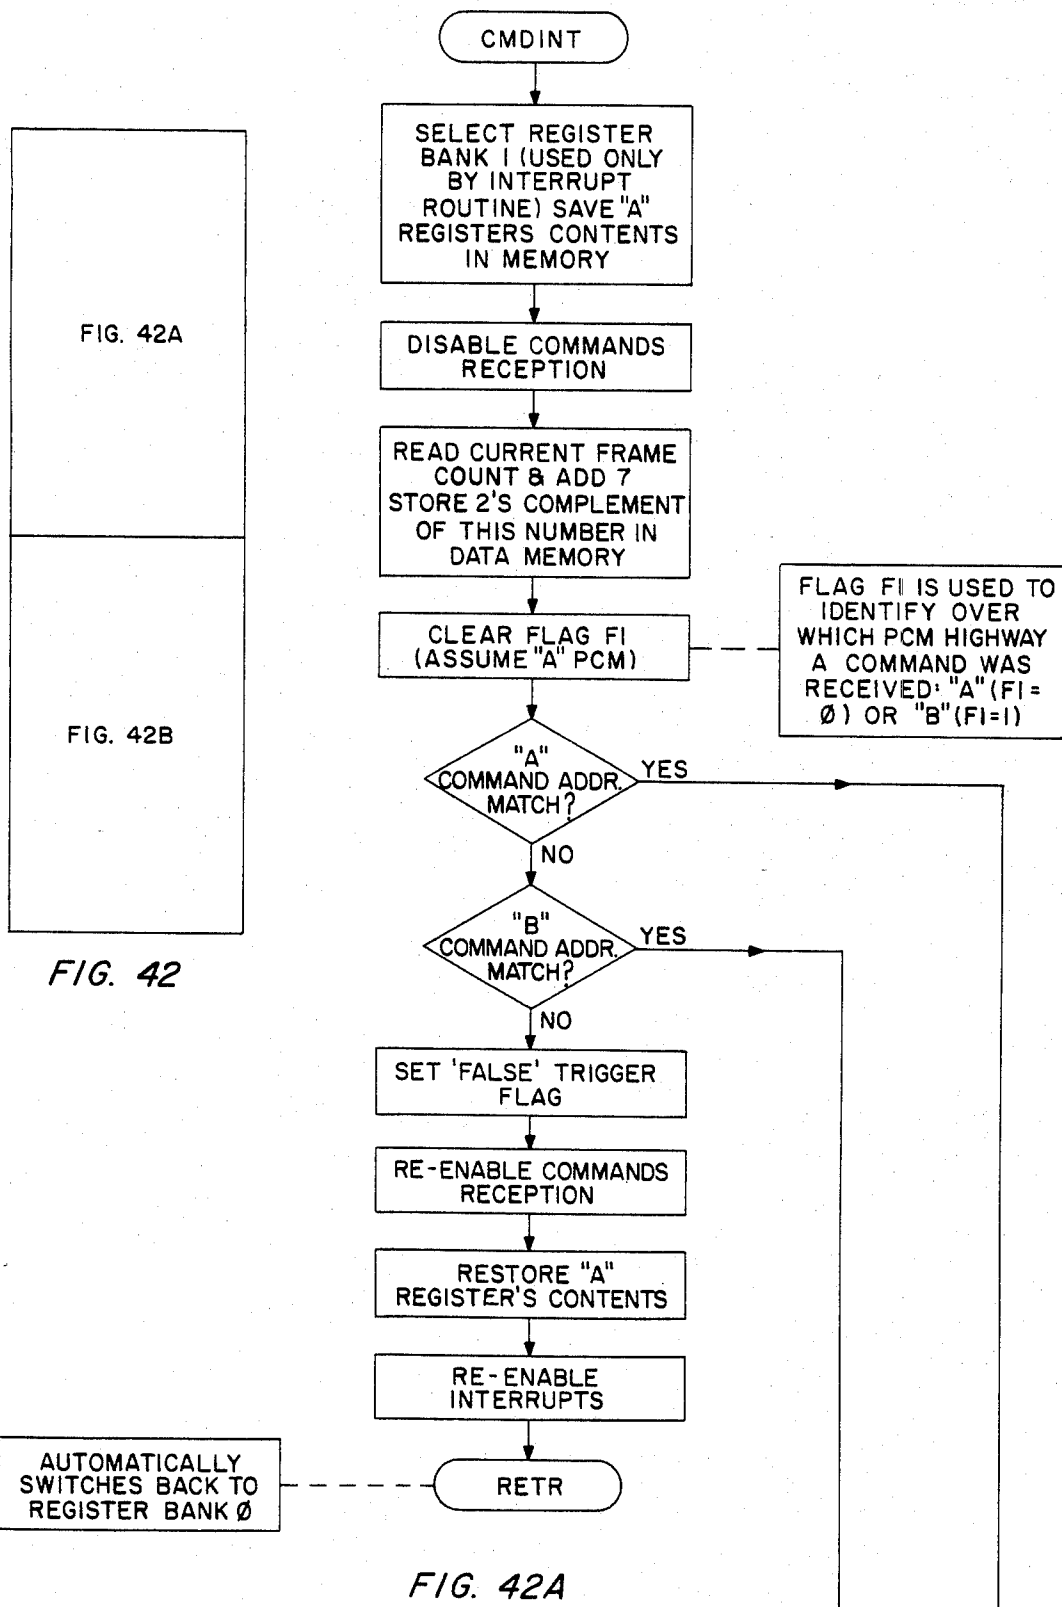 CMDINT
SELECT REGISTER
BANK 1 (USED ONLY
BY INTERRUPT
ROUTINE) SAVE "A"
REGISTERS CONTENTS
IN MEMORY
FIG. 42A
DISABLE COMMANDS
RECEPTION
READ CURRENT FRAME
COUNT & ADD 7
STORE 2'S COMPLEMENT
OF THIS NUMBER IN
DATA MEMORY
CLEAR FLAG F1
(ASSUME "A" PCM)
FLAG F1 IS USED TO
IDENTIFY OVER
WHICH PCM HIGHWAY
A COMMAND WAS
RECEIVED: "A" (F1=
Ø) OR "B" (F1=1)
FIG. 42B
"A"
COMMAND ADDR.
MATCH?
YES
NO
"B"
COMMAND ADDR.
MATCH?
YES
NO
FIG. 42
SET 'FALSE' TRIGGER
FLAG
RE-ENABLE COMMANDS
RECEPTION
RESTORE "A"
REGISTER'S CONTENTS
RE-ENABLE
INTERRUPTS
AUTOMATICALLY
SWITCHES BACK TO
REGISTER BANK Ø
RETR
FIG. 42A